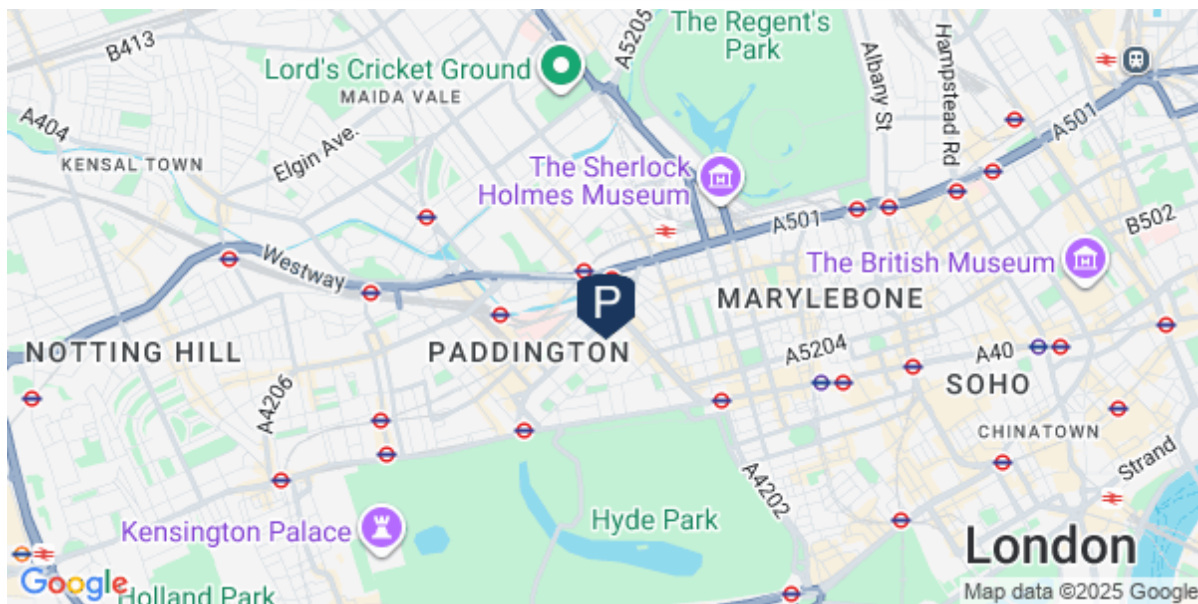 B413
A5205
The Regent's
Park
Albany St
Hampstead Rd
Lord's Cricket Ground
MAIDA VALE
A404
Elgin Ave.
KENSAL TOWN
A501
The Sherlock
Holmes Museum
A501
B502
Westway
The British Museum
P
MARYLEBONE
NOTTING HILL
PADDINGTON
A5204
A40
A4206
SOHO
CHINATOWN
A4202
Strand
Kensington Palace
Hyde Park
London
Google
Holland Park
Map data ©2025 Google